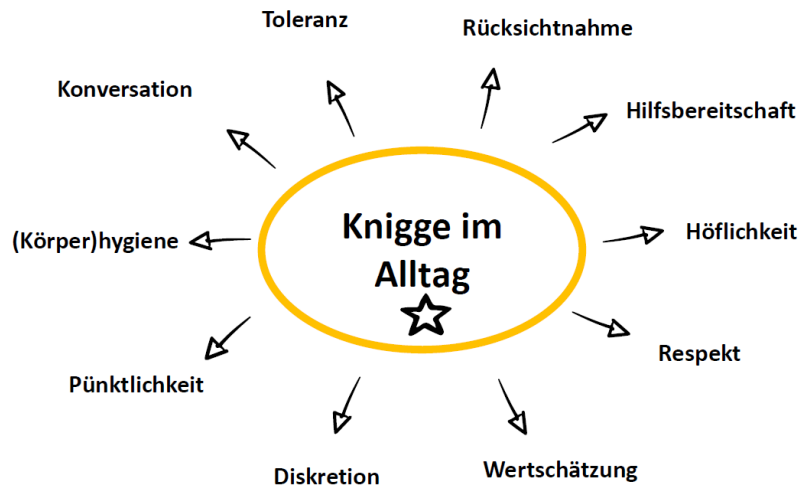 Toleranz
Rücksichtnahme
Konversation
Hilfsbereitschaft
Knigge im
Alltag
(Körper)hygiene
Höflichkeit
Respekt
Pünktlichkeit
Diskretion
Wertschätzung